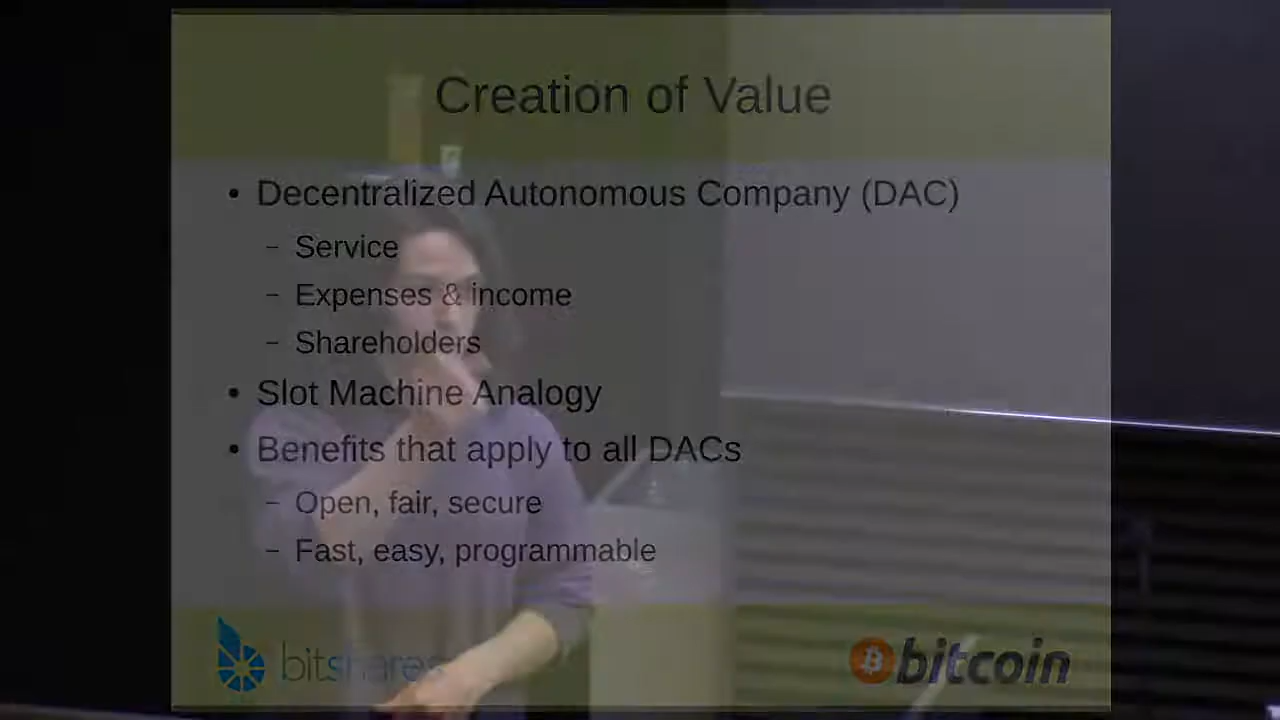 Creation of Value
• Decentralized Autonomous Company (DAC)
– Service
– Expenses & income
– Shareholders
• Slot Machine Analogy
• Benefits that apply to all DACs
– Open, fair, secure
– Fast, easy, programmable
bitshares
bitcoin